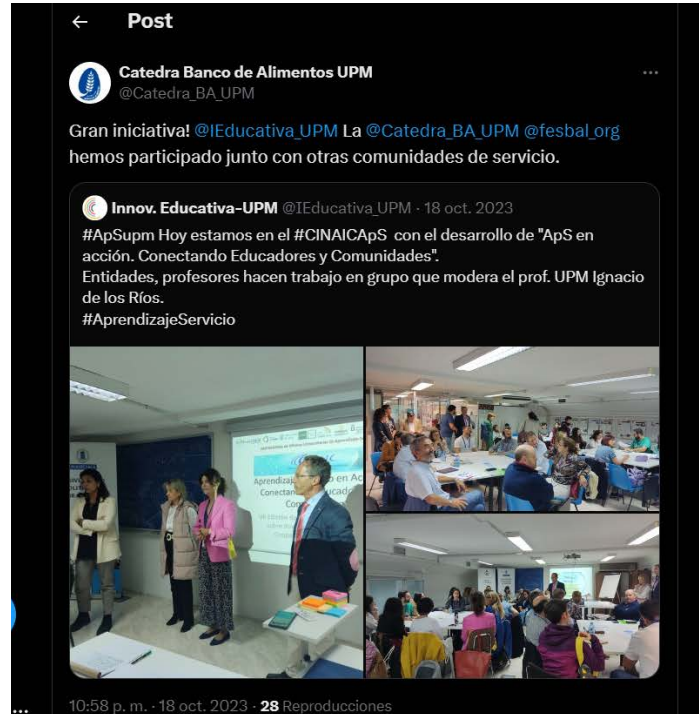 Post
Catedra Banco de Alimentos UPM
@Catedra_BA_UPM
Gran iniciativa! @IEducativa_UPM La @Catedra_BA_UPM @fesbal_org
hemos participado junto con otras comunidades de servicio.
Innov. Educativa-UPM @IEducativa_UPM · 18 oct. 2023
#ApSupm Hoy estamos en el #CINAICApS con el desarrollo de "ApS en
acción. Conectando Educadores y Comunidades".
Entidades, profesores hacen trabajo en grupo que modera el prof. UPM Ignacio
de los Ríos.
#AprendizajeServicio
10:58 p. m. · 18 oct. 2023 · 28 Reproducciones